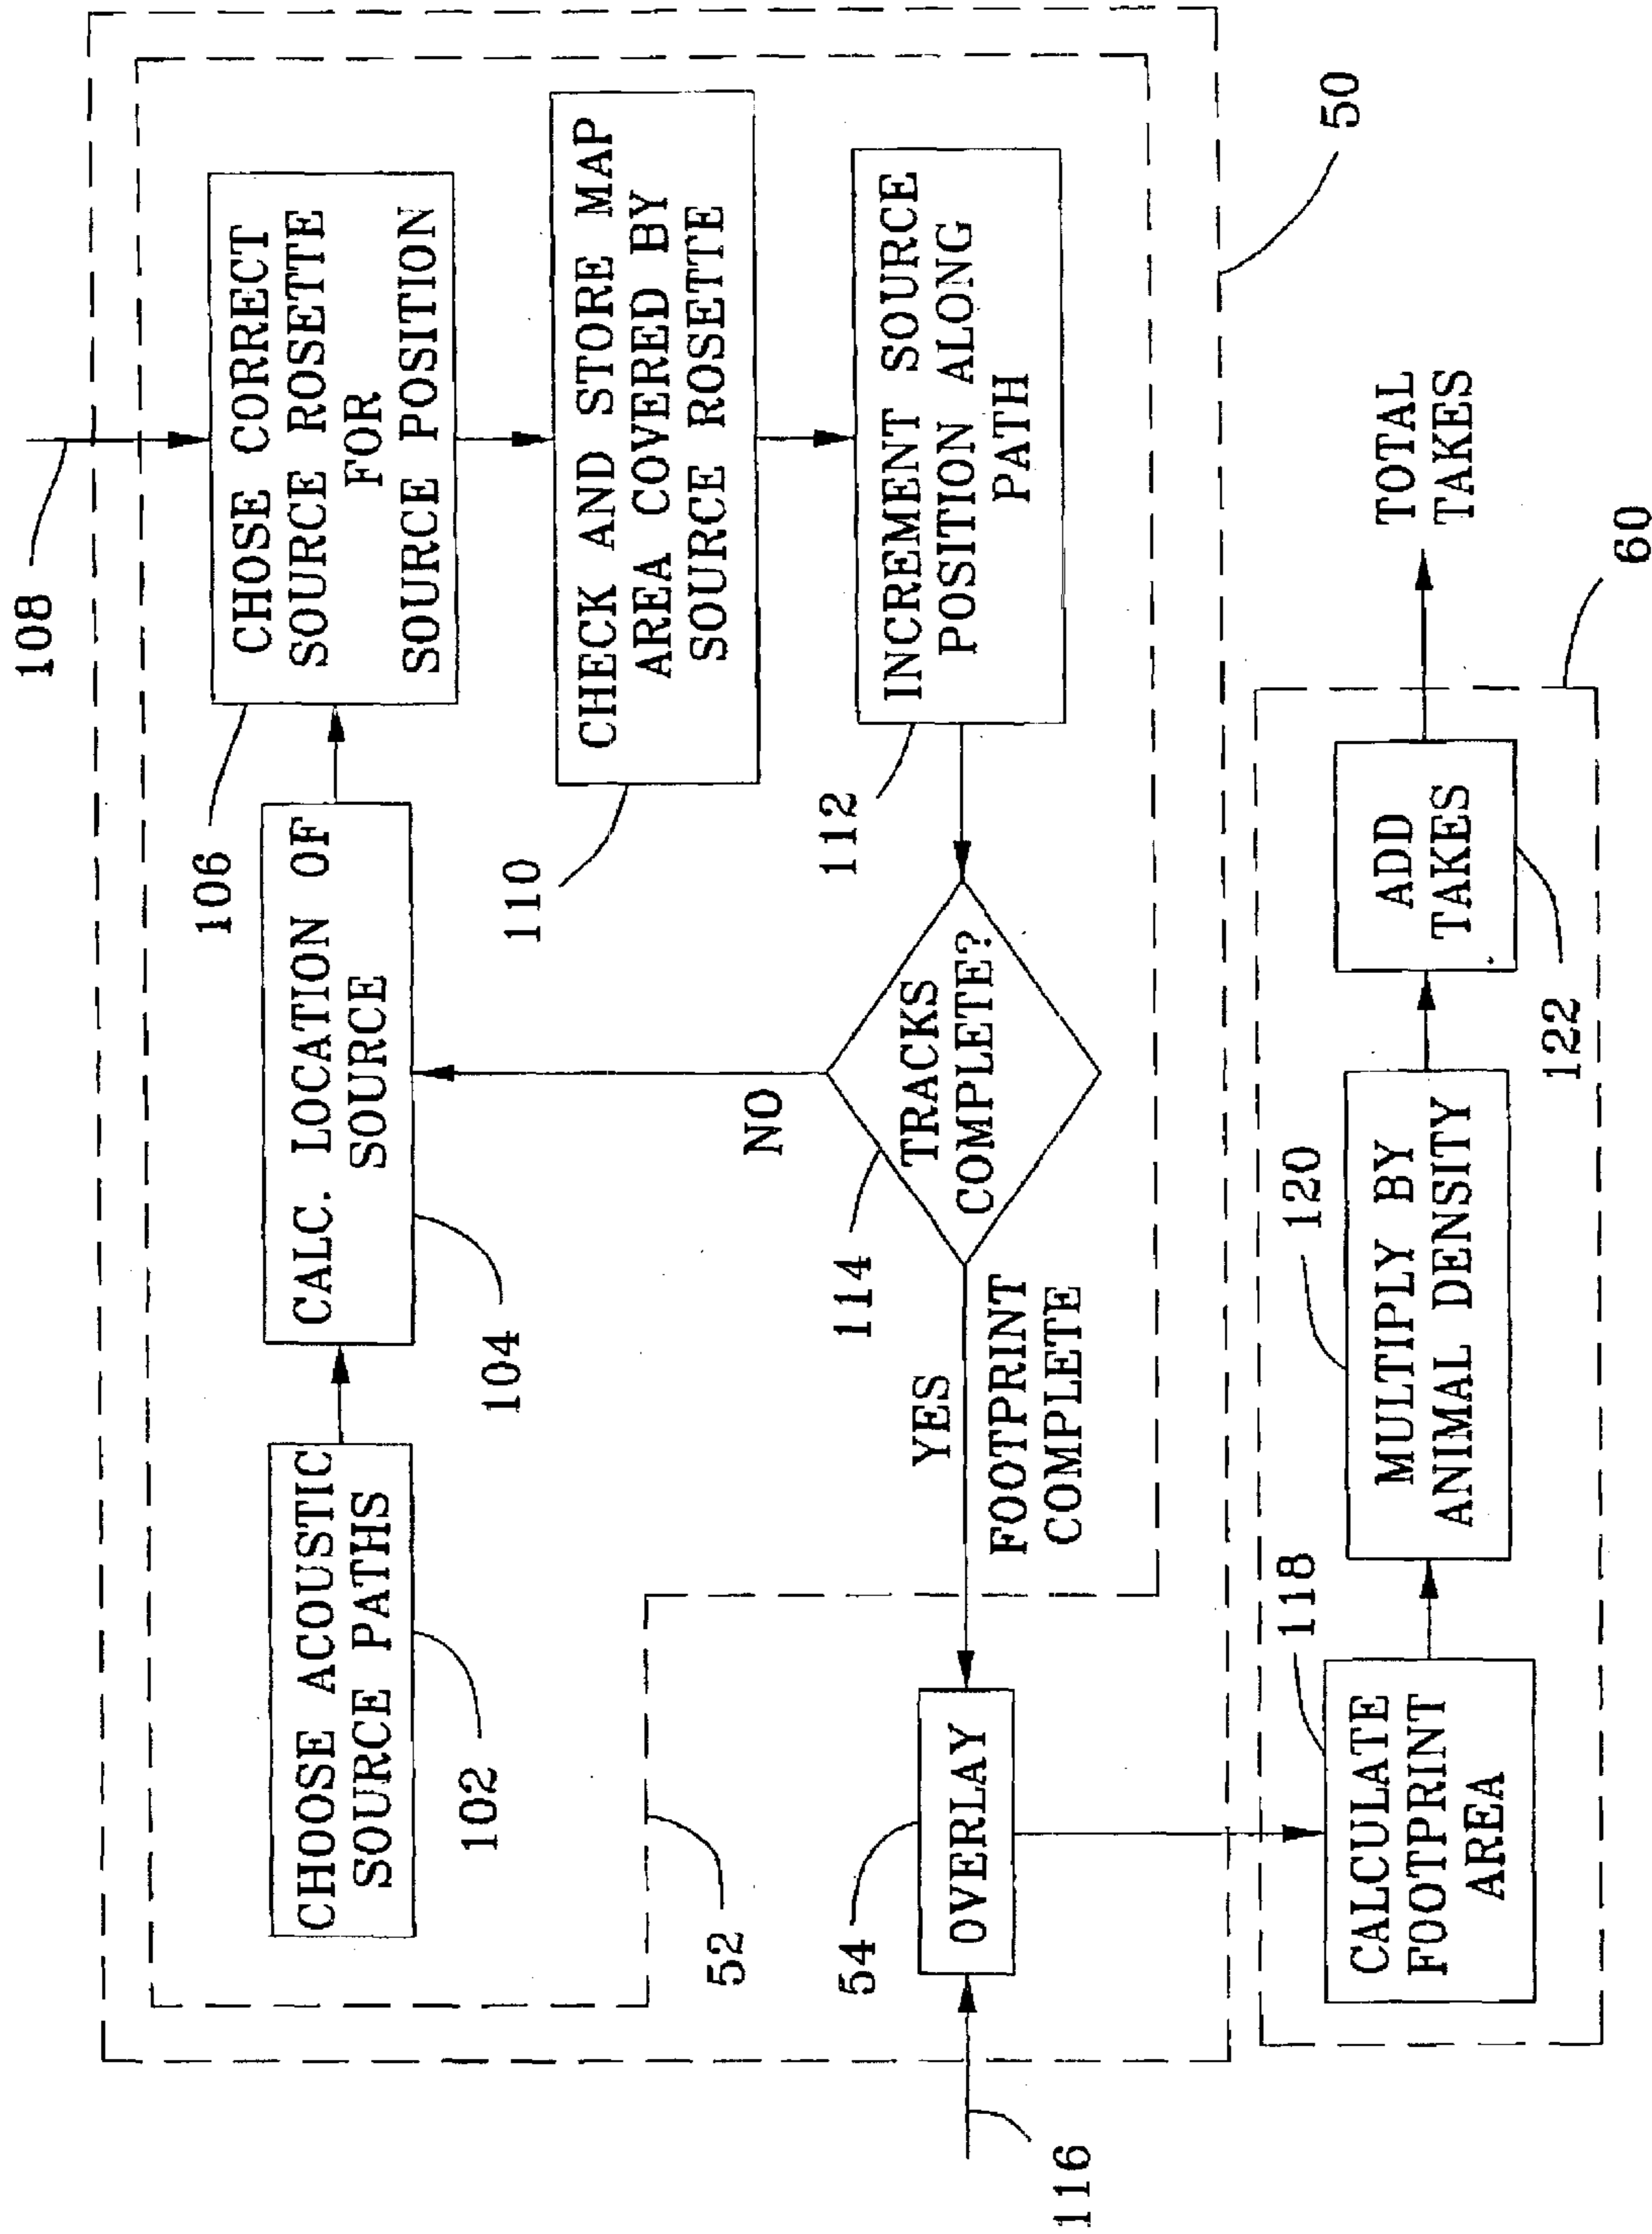 108
CHOOSE ACOUSTIC
SOURCE PATHS
102
CALC. LOCATION OF
SOURCE
104
CHOSE CORRECT
SOURCE ROSETTE
FOR
SOURCE POSITION
106
CHECK AND STORE MAP
AREA COVERED BY
SOURCE ROSETTE
110
INCREMENT SOURCE
POSITION ALONG
PATH
112
TRACKS
COMPLETE?
114
NO
YES
FOOTPRINT
COMPLETE
52
OVERLAY
54
116
50
CALCULATE
FOOTPRINT
AREA
118
MULTIPLY BY
ANIMAL DENSITY
120
ADD
TAKES
122
TOTAL
TAKES
60